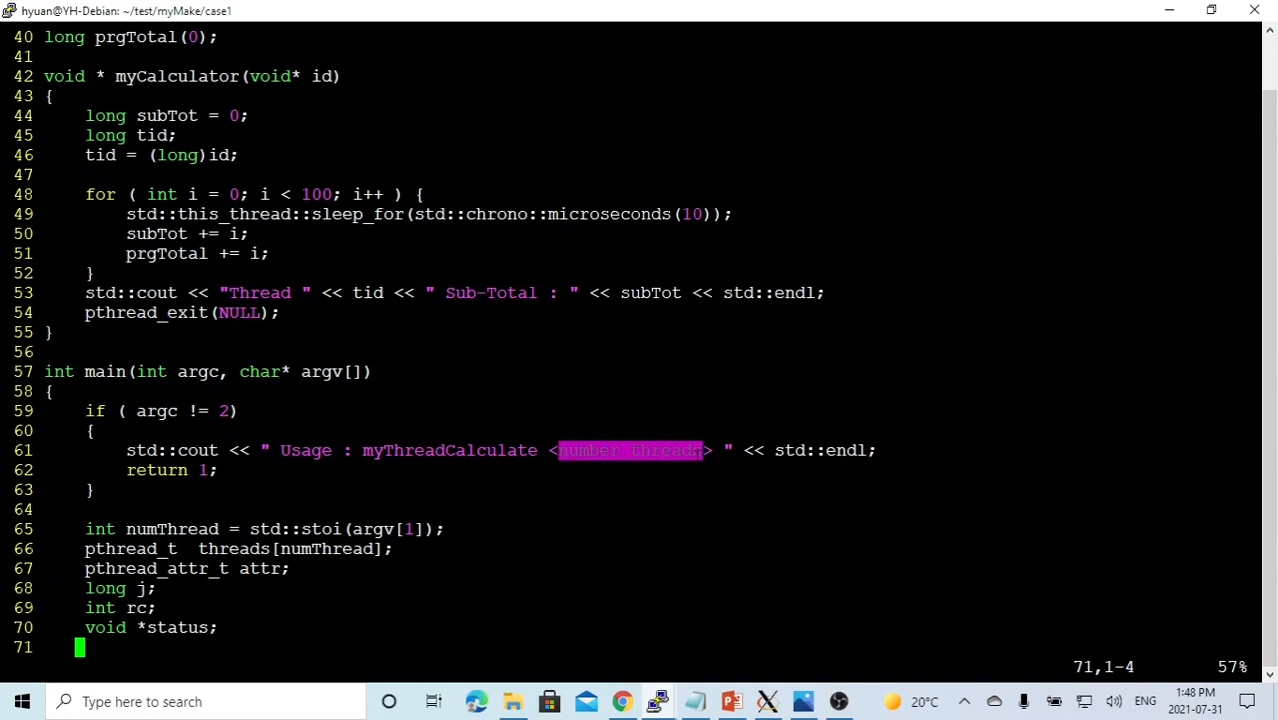 hyuan@YH-Debian: ~/test/myMake/case1
40 long prgTotal(0);
41
42 void * myCalculator(void* id)
43 {
44     long subTot = 0;
45     long tid;
46     tid = (long)id;
47
48     for ( int i = 0; i < 100; i++ ) {
49         std::this_thread::sleep_for(std::chrono::microseconds(10));
50         subTot += i;
51         prgTotal += i;
52     }
53     std::cout << "Thread " << tid << " Sub-Total : " << subTot << std::endl;
54     pthread_exit(NULL);
55 }
56
57 int main(int argc, char* argv[])
58 {
59     if ( argc != 2)
60     {
61         std::cout << " Usage : myThreadCalculate <number threads> " << std::endl;
62         return 1;
63     }
64
65     int numThread = std::stoi(argv[1]);
66     pthread_t  threads[numThread];
67     pthread_attr_t attr;
68     long j;
69     int rc;
70     void *status;
71
71,1-4 57%
Type here to search
20°C
ENG
1:48 PM
2021-07-31